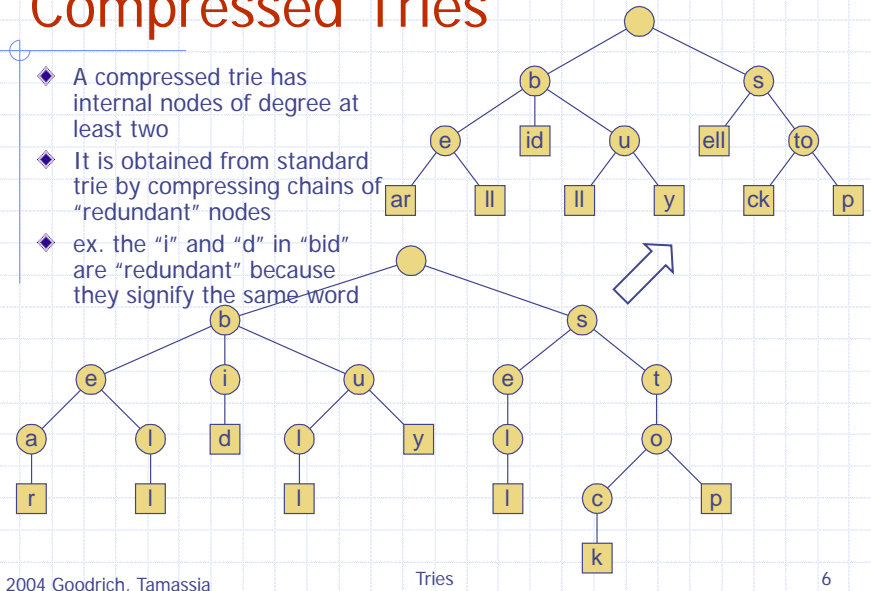 Compressed Tries
A compressed trie has
internal nodes of degree at
least two
It is obtained from standard
trie by compressing chains of
“redundant” nodes
ex. the “i” and “d” in “bid”
are “redundant” because
they signify the same word
b s
e id u ell to
ar ll ll y ck p
b s
e i u e t
a l d l y l o
r l l l c p
k
2004 Goodrich, Tamassia Tries 6